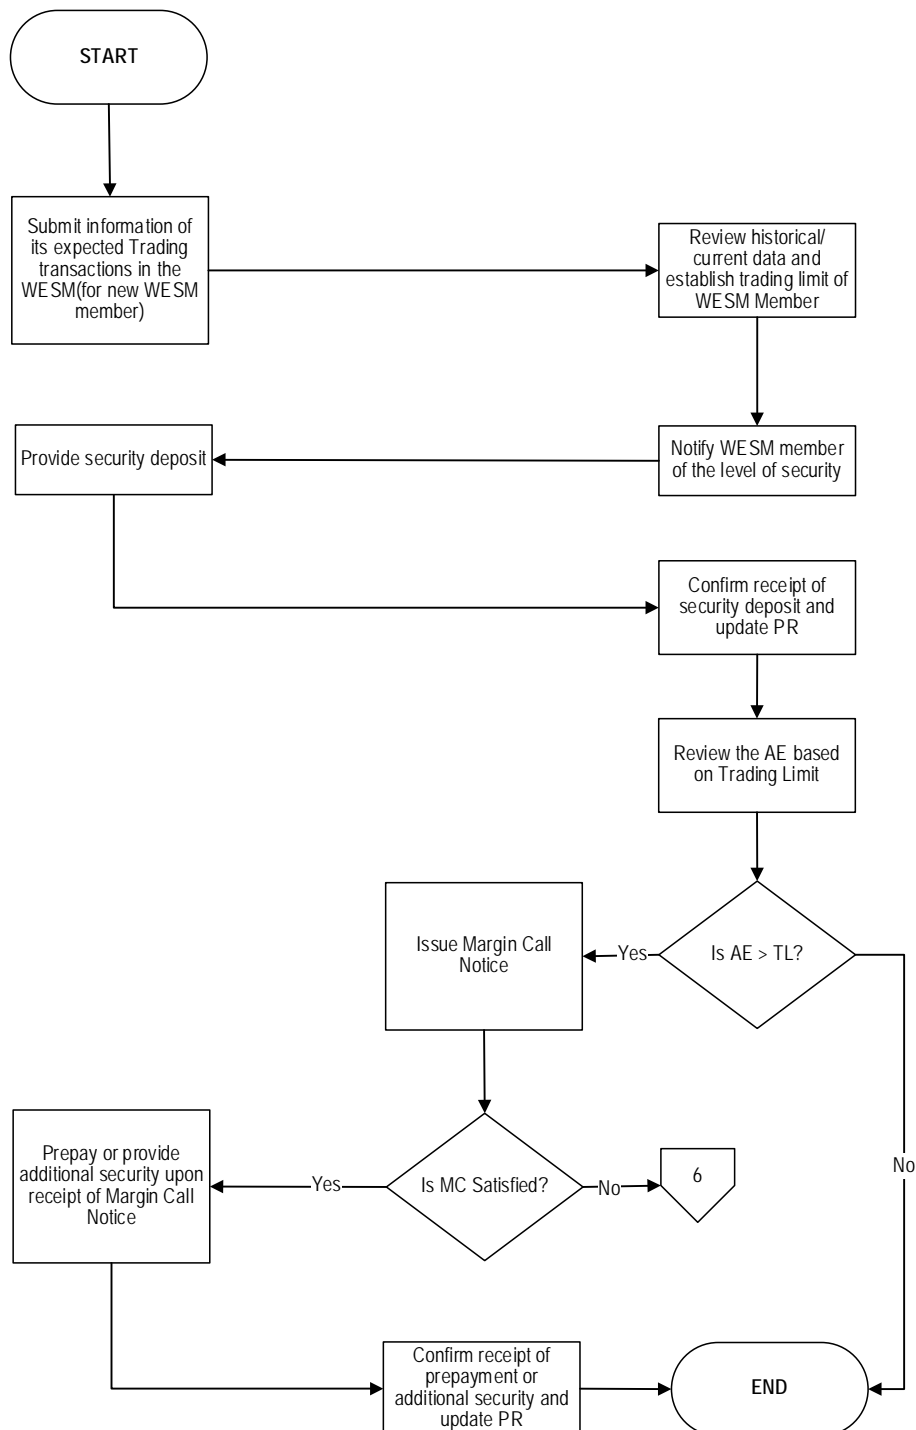 START
Submit information of
its expected Trading
transactions in the
WESM(for new WESM
member)
Review historical/
current data and
establish trading limit of
WESM Member
Provide security deposit
Notify WESM member
of the level of security
Confirm receipt of
security deposit and
update PR
Review the AE based
on Trading Limit
Issue Margin Call
Notice
Yes
Is AE > TL?
Prepay or provide
additional security upon
receipt of Margin Call
Notice
Yes
Is MC Satisfied?
No
6
No
Confirm receipt of
prepayment or
additional security and
update PR
END